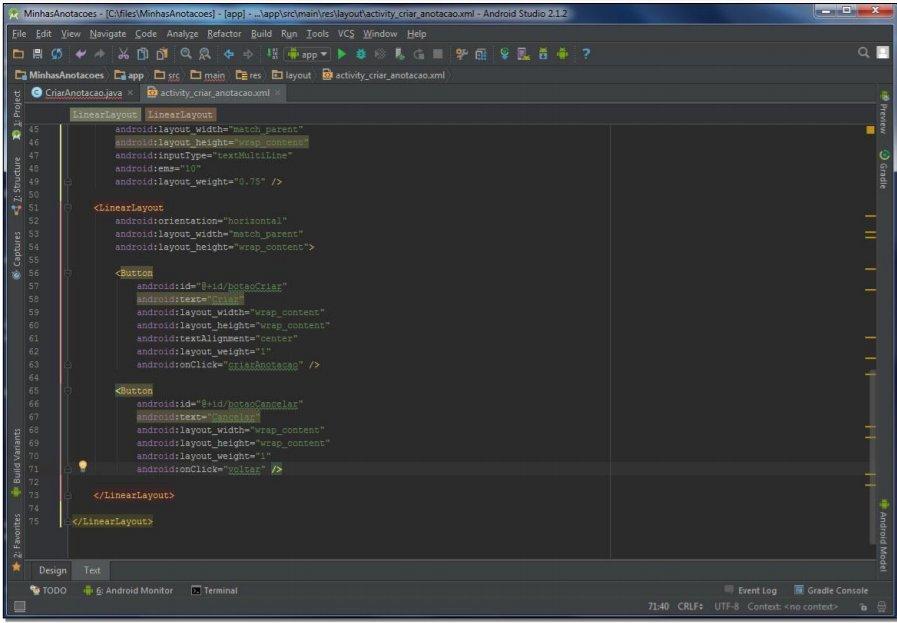 MinhasAnotacoes - [C:\files\MinhasAnotacoes] - [app] - ...\app\src\main\res\layout\activity_criar_anotacao.xml - Android Studio 2.1.2
File Edit View Navigate Code Analyze Refactor Build Run Tools VCS Window Help
app
MinhasAnotacoes app src main res layout activity_criar_anotacao.xml
CriarAnotacao.java activity_criar_anotacao.xml
LinearLayout LinearLayout
1: Project
Z: Structure
Captures
Build Variants
2: Favorites
45 android:layout_width="match_parent"
46 android:layout_height="wrap_content"
47 android:inputType="textMultiLine"
48 android:ems="10"
49 android:layout_weight="0.75" />
50
51 <LinearLayout
52 android:orientation="horizontal"
53 android:layout_width="match_parent"
54 android:layout_height="wrap_content">
55
56 <Button
57 android:id="@+id/botaoCriar"
58 android:text="Criar"
59 android:layout_width="wrap_content"
60 android:layout_height="wrap_content"
61 android:textAlignment="center"
62 android:layout_weight="1"
63 android:onClick="criarAnotacao" />
64
65 <Button
66 android:id="@+id/botaoCancelar"
67 android:text="Cancelar"
68 android:layout_width="wrap_content"
69 android:layout_height="wrap_content"
70 android:layout_weight="1"
71 android:onClick="voltar" />
72
73 </LinearLayout>
74
75 </LinearLayout>
Preview
Gradle
Android Model
Design Text
TODO 6: Android Monitor Terminal Event Log Gradle Console
71:40 CRLF UTF-8 Context: <no context>